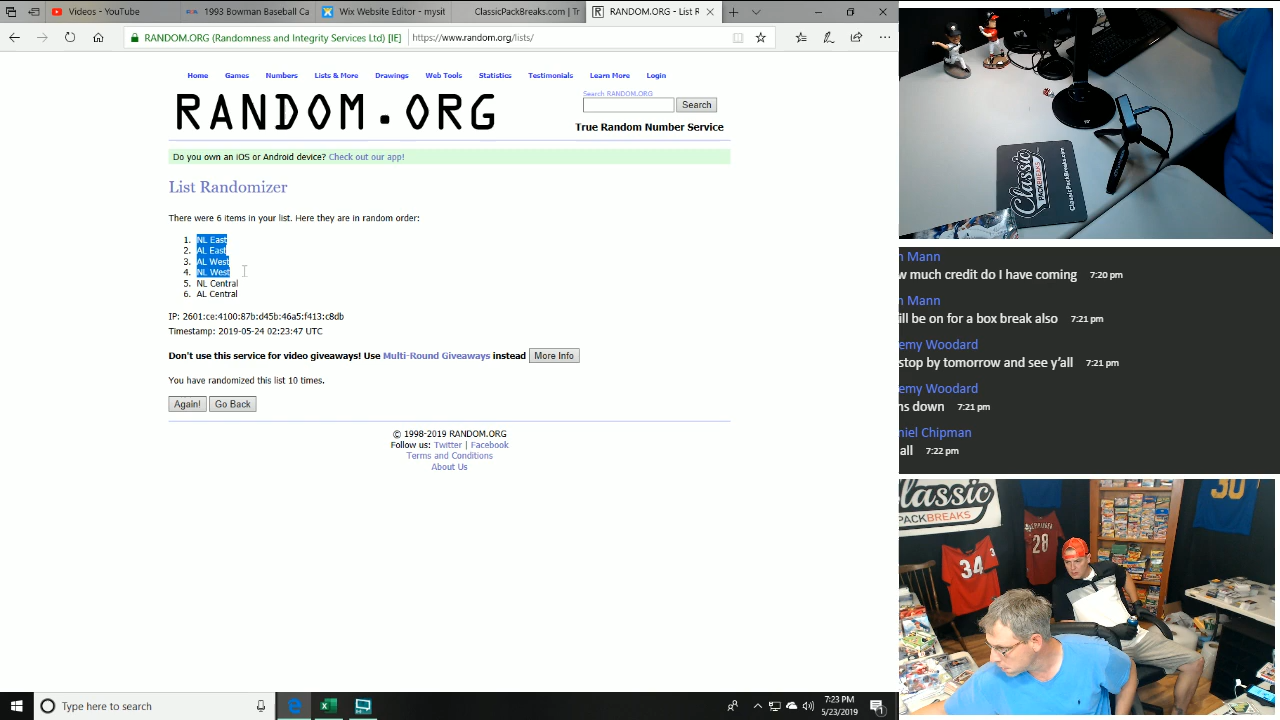 Videos - YouTube
1993 Bowman Baseball Ca
Wix Website Editor - mysit
ClassicPackBreaks.com | Tr
RANDOM.ORG - List R
RANDOM.ORG (Randomness and Integrity Services Ltd) [IE]
https://www.random.org/lists/
Home Games Numbers Lists & More Drawings Web Tools Statistics Testimonials Learn More Login
RANDOM.ORG
Search RANDOM.ORG
Search
True Random Number Service
Do you own an iOS or Android device? Check out our app!
List Randomizer
There were 6 items in your list. Here they are in random order:
1. NL East
2. AL East
3. AL West
4. NL West
5. NL Central
6. AL Central
IP: 2601:ce:4100:87b:d45b:46a5:f413:c8db
Timestamp: 2019-05-24 02:23:47 UTC
Don't use this service for video giveaways! Use Multi-Round Giveaways instead
More Info
You have randomized this list 10 times.
Again!
Go Back
© 1998-2019 RANDOM.ORG
Follow us: Twitter | Facebook
Terms and Conditions
About Us
Type here to search
7:23 PM
5/23/2019
1
Classic
PACKBREAKS
ClassicPackBreaks.com
n Mann
w much credit do I have coming 7:20 pm
n Mann
ill be on for a box break also 7:21 pm
emy Woodard
stop by tomorrow and see y'all 7:21 pm
emy Woodard
ns down 7:21 pm
niel Chipman
all 7:22 pm
Classic
PACKBREAKS
34
3
28
30